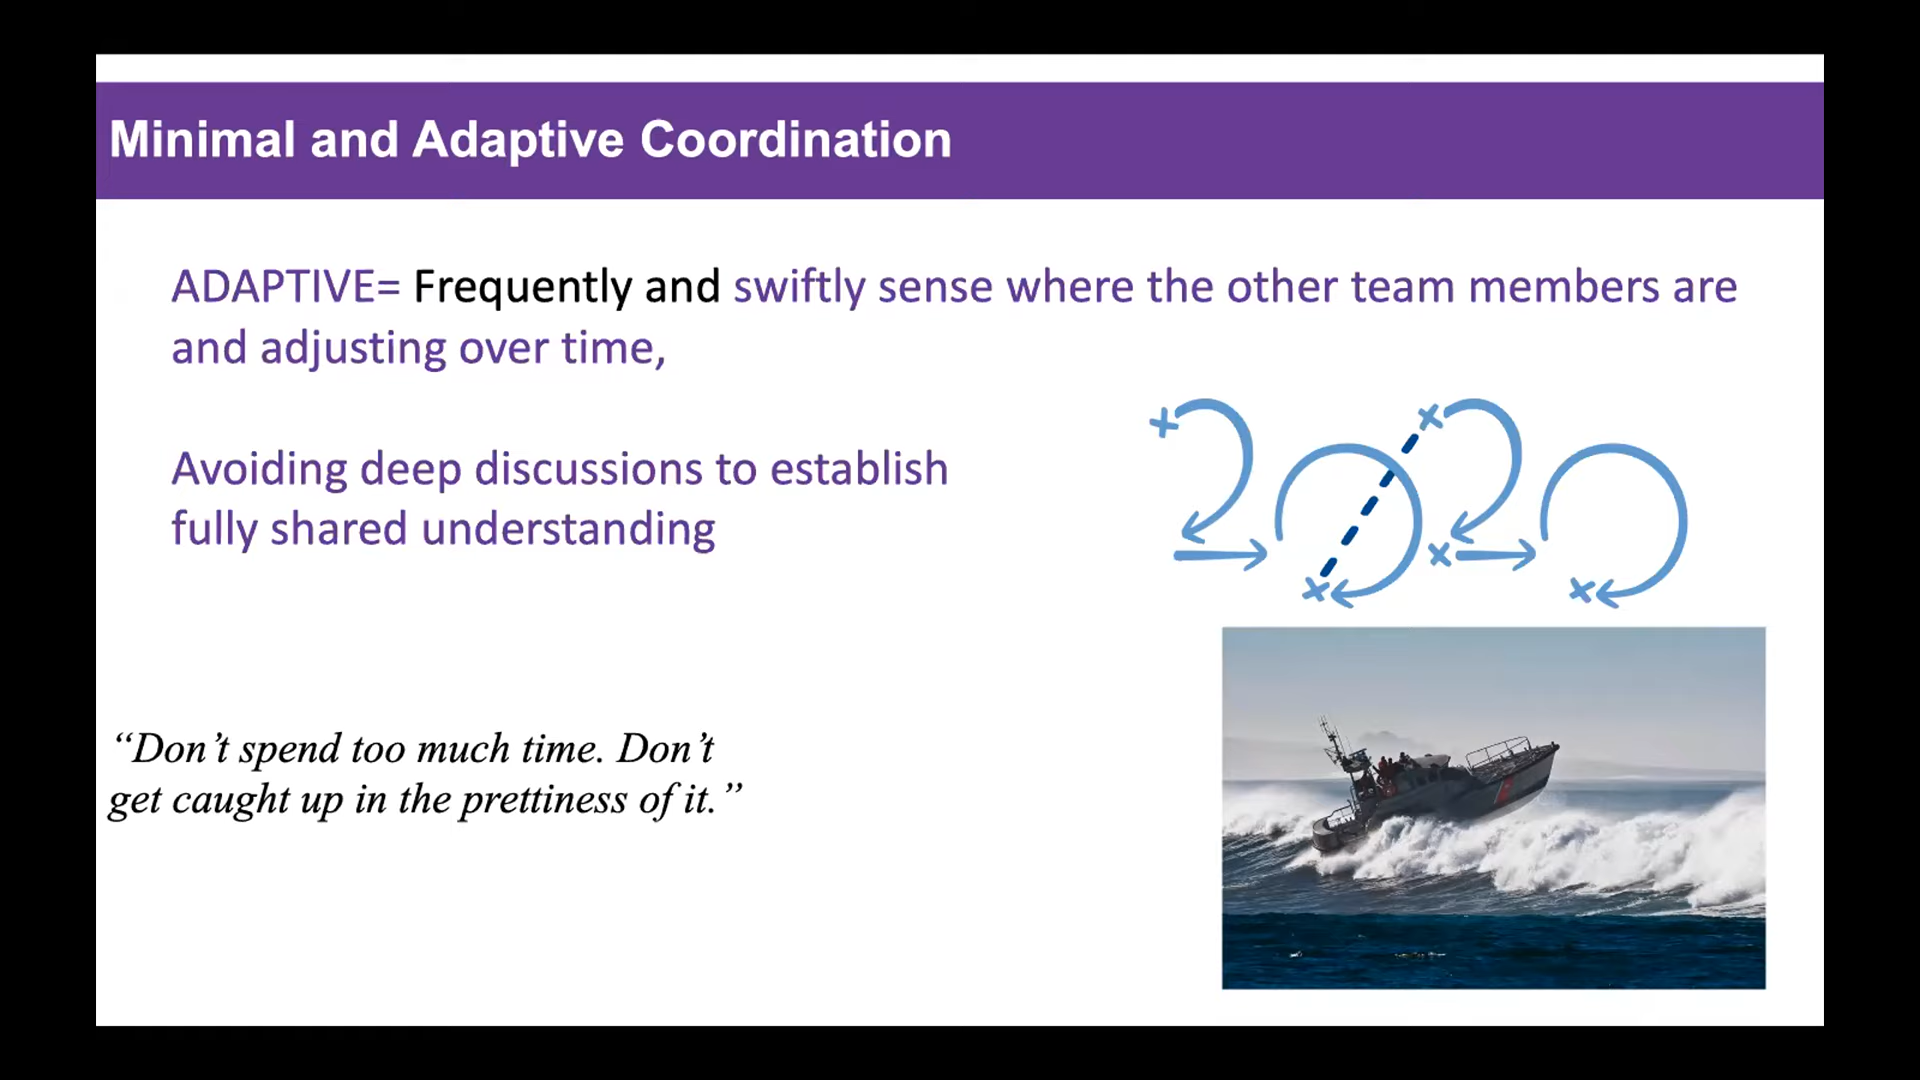 Minimal and Adaptive Coordination
ADAPTIVE= Frequently and swiftly sense where the other team members are
and adjusting over time,
Avoiding deep discussions to establish
fully shared understanding
2020
“Don’t spend too much time. Don’t
get caught up in the prettiness of it.”